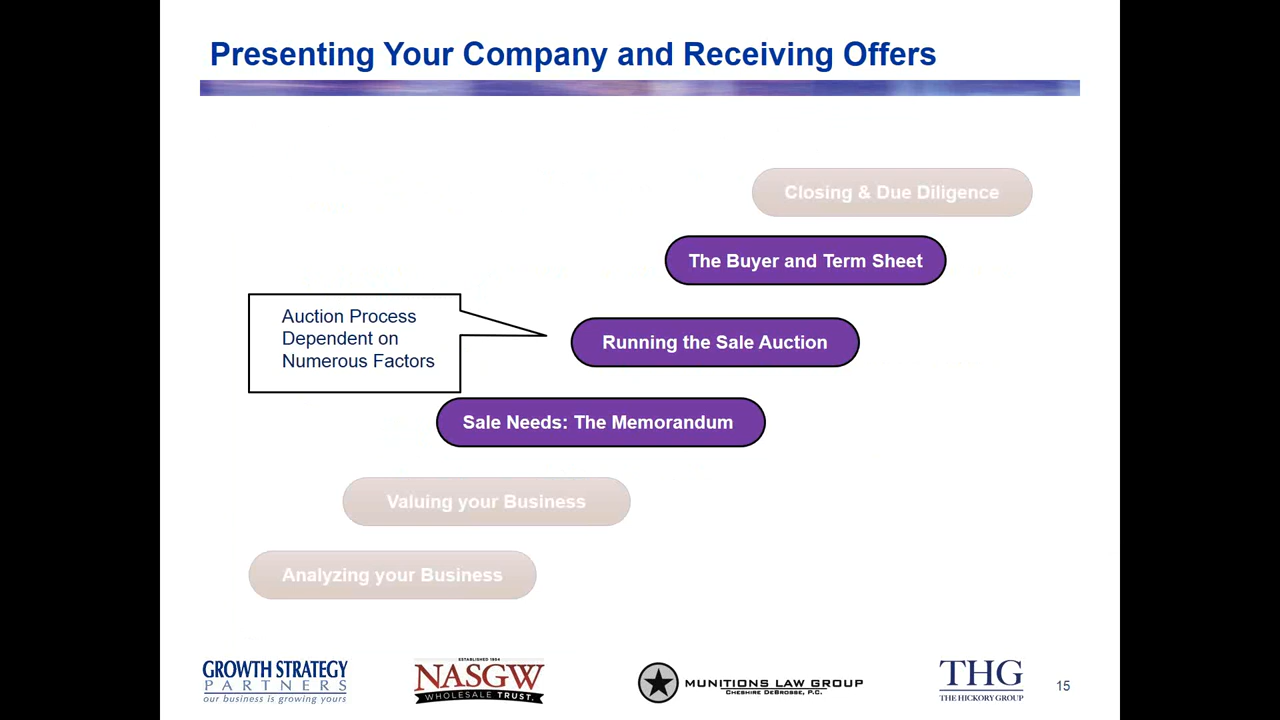 Presenting Your Company and Receiving Offers
Closing & Due Diligence
The Buyer and Term Sheet
Auction Process
Dependent on
Numerous Factors
Running the Sale Auction
Sale Needs: The Memorandum
Valuing your Business
Analyzing your Business
GROWTH STRATEGY
PARTNERS
our business is growing yours
ESTABLISHED 1954
NASGW
WHOLESALE TRUST.
MUNITIONS LAW GROUP
CHESHIRE DEBROSSE, P.C.
THG
THE HICKORY GROUP
15